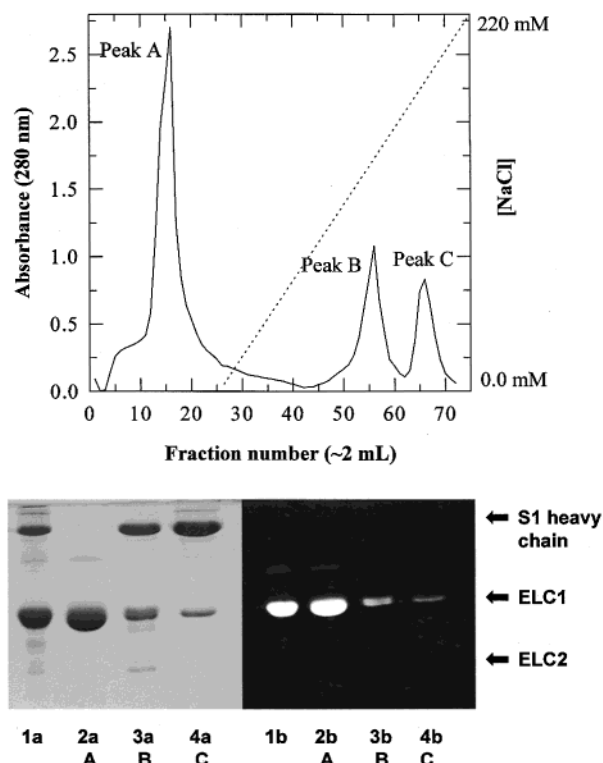 Peak A
Peak B
Peak C
Absorbance (280 nm)
2.5
2.0
1.5
1.0
0.5
0.0
0 10 20 30 40 50 60 70
Fraction number (~2 mL)
220 mM
[NaCl]
0.0 mM
S1 heavy
chain
ELC1
ELC2
1a 2a 3a 4a 1b 2b 3b 4b
A B C A B C